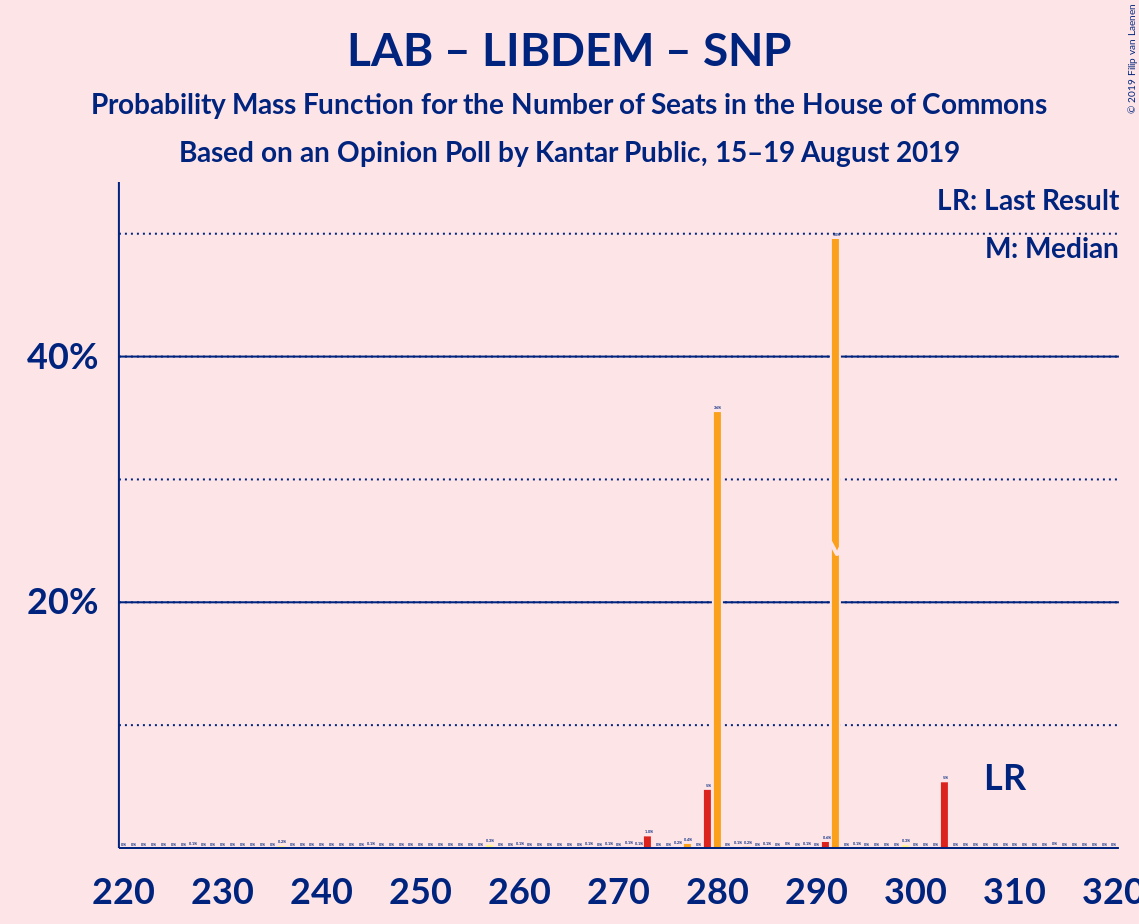 LAB – LIBDEM – SNP
Probability Mass Function for the Number of Seats in the House of Commons
Based on an Opinion Poll by Kantar Public, 15–19 August 2019
© 2019 Filip van Laenen
LR: Last Result
M: Median
40%
20%
M
LR
220 230 240 250 260 270 280 290 300 310 320